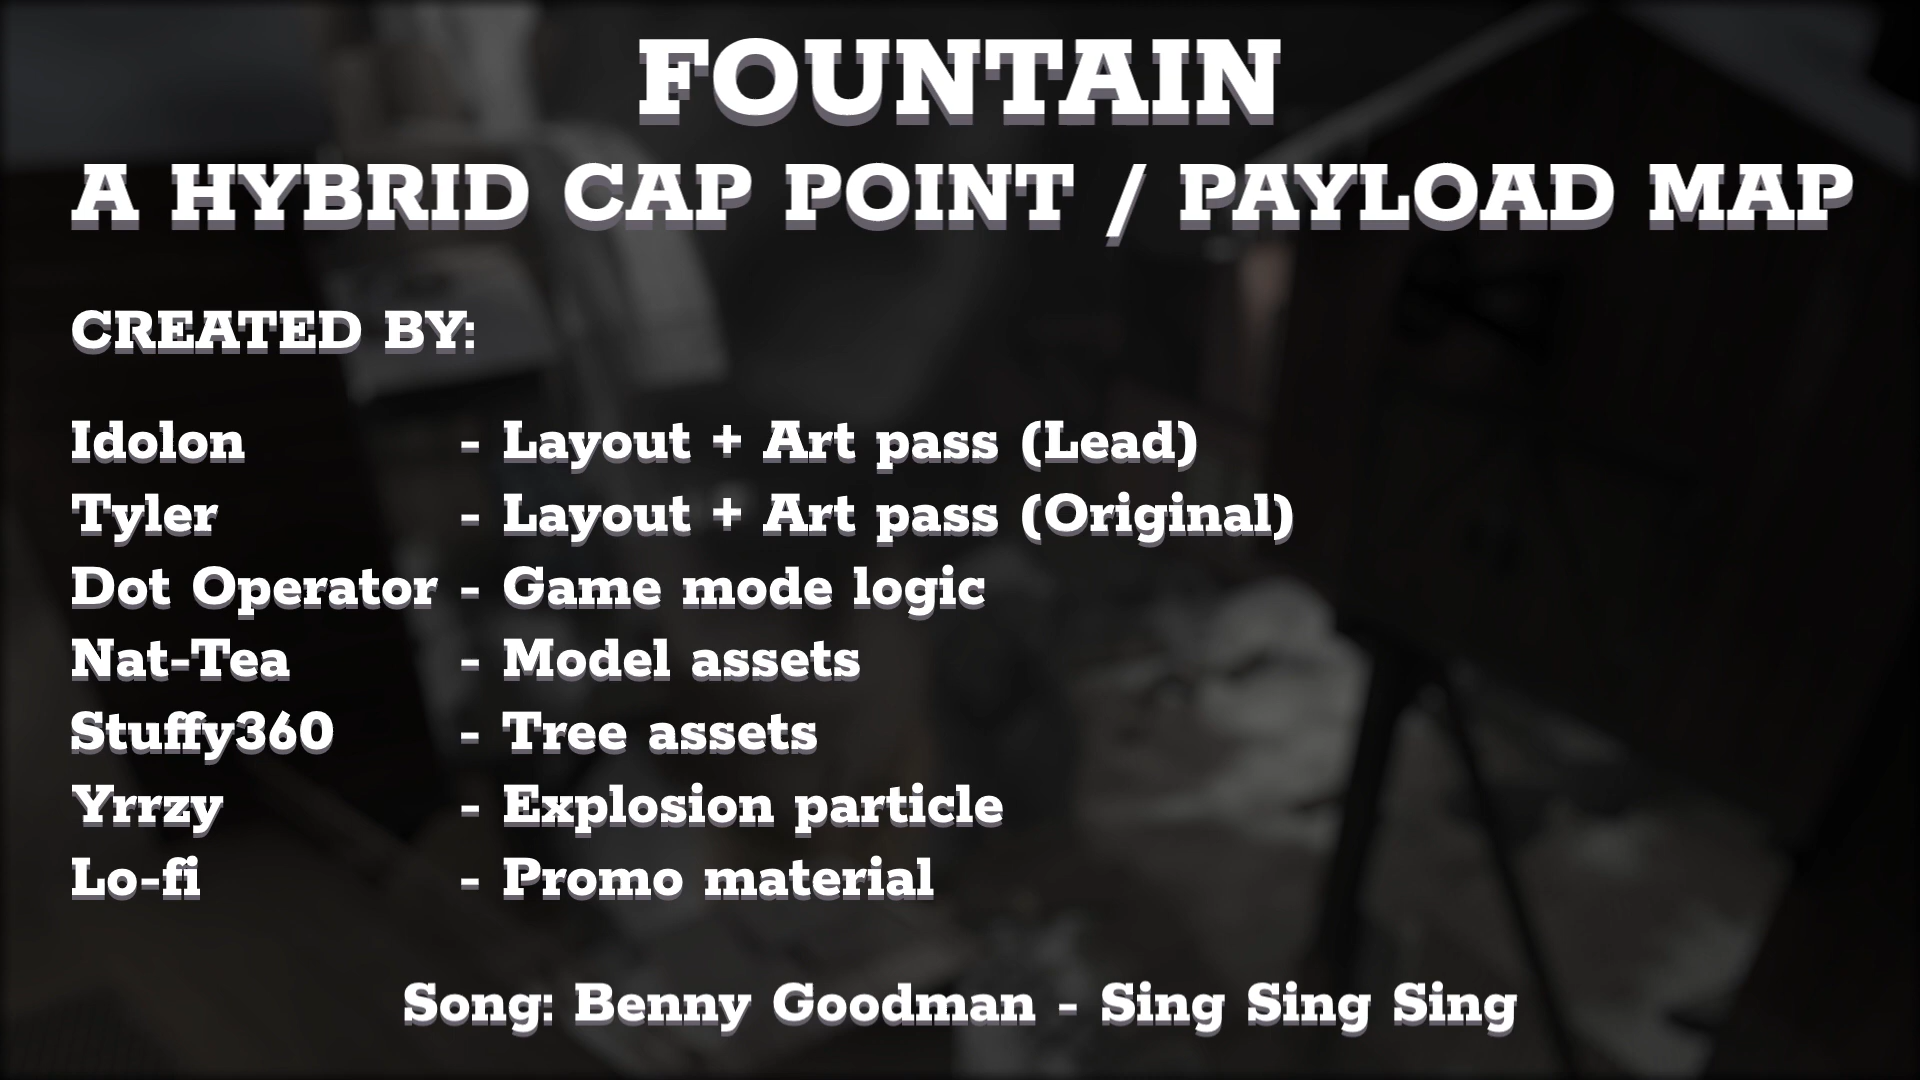 FOUNTAIN
A HYBRID CAP POINT / PAYLOAD MAP
CREATED BY:
Idolon - Layout + Art pass (Lead)
Tyler - Layout + Art pass (Original)
Dot Operator - Game mode logic
Nat-Tea - Model assets
Stuffy360 - Tree assets
Yrrzy - Explosion particle
Lo-fi - Promo material
Song: Benny Goodman - Sing Sing Sing